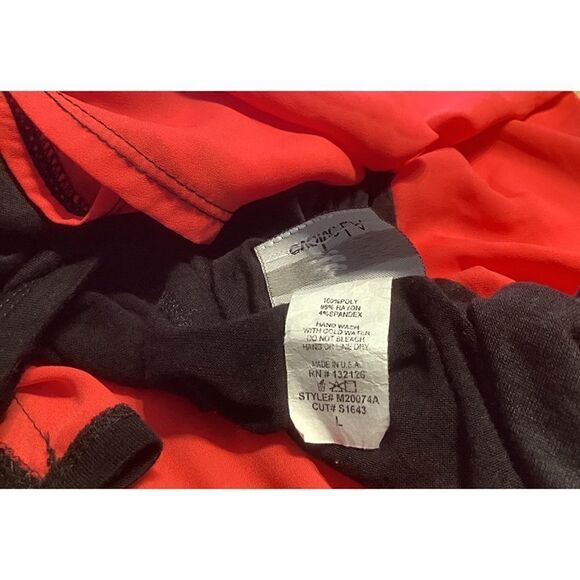 100%POLY
96% RAYON
4%SPANDEX
HAND WASH
WITH COLD WATER
DO NOT BLEACH
HANG OR LINE DRY.
MADE IN U.S.A.
RN # 132126
STYLE# M20074A
CUT# S1643
L